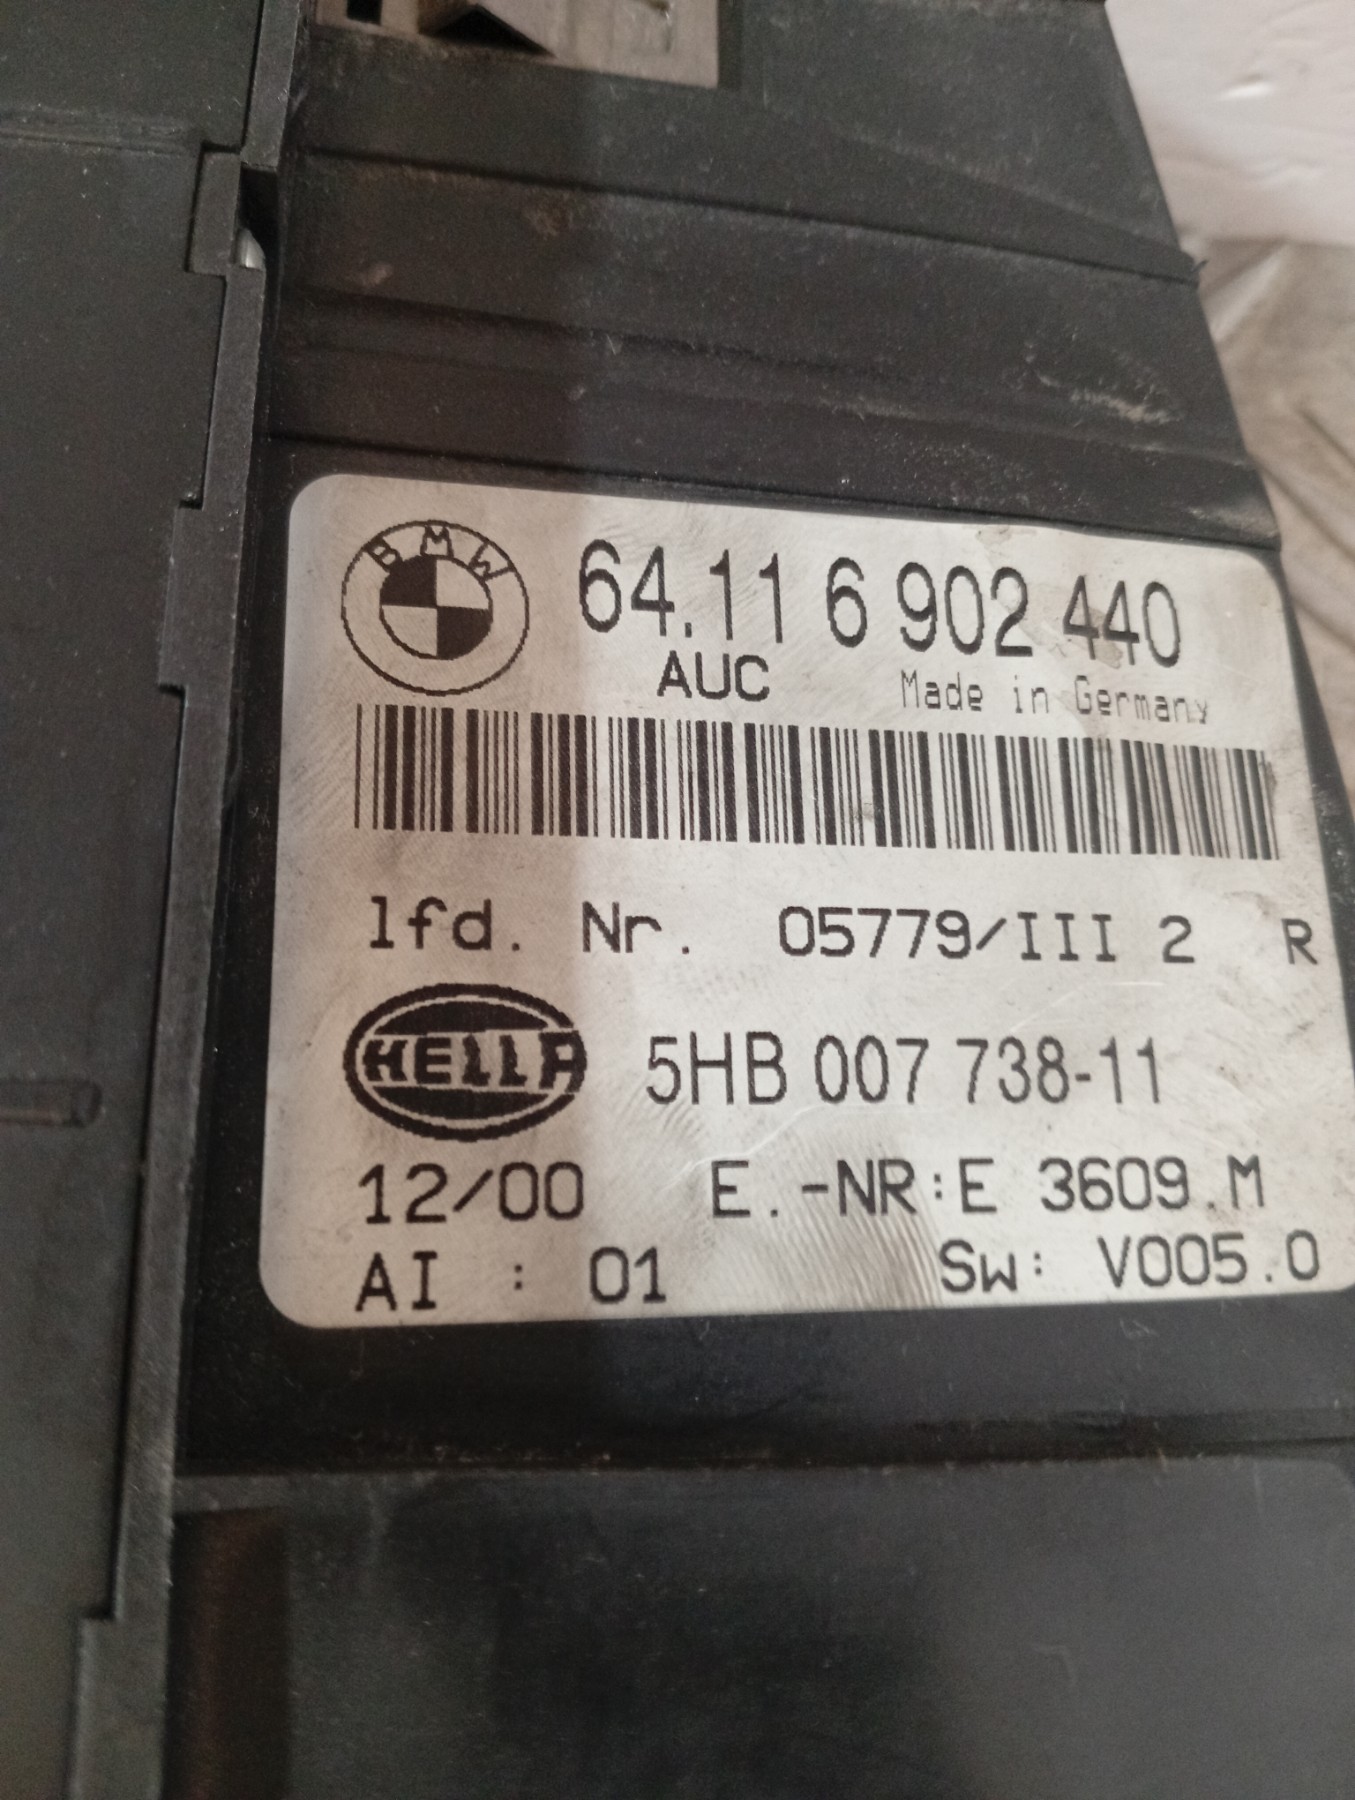 BMW
64.11 6 902 440
AUC Made in Germany
lfd. Nr. 05779/III 2 R
HELLA 5HB 007 738-11
12/00 E.-NR:E 3609.M
AI : 01 Sw: V005.0